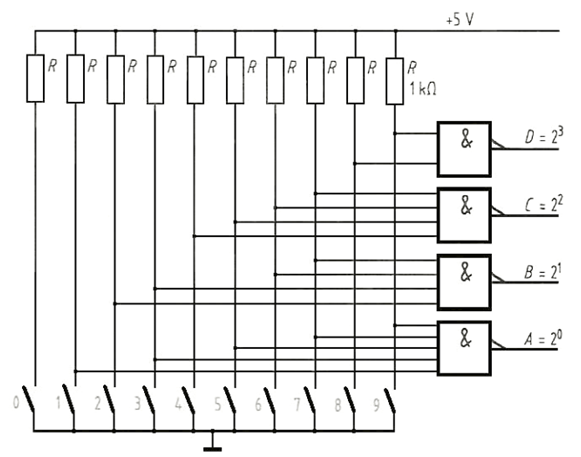 +5 V
R R R R R R R R R R
1 kΩ
& D = 2³
& C = 2²
& B = 2¹
& A = 2⁰
0 1 2 3 4 5 6 7 8 9